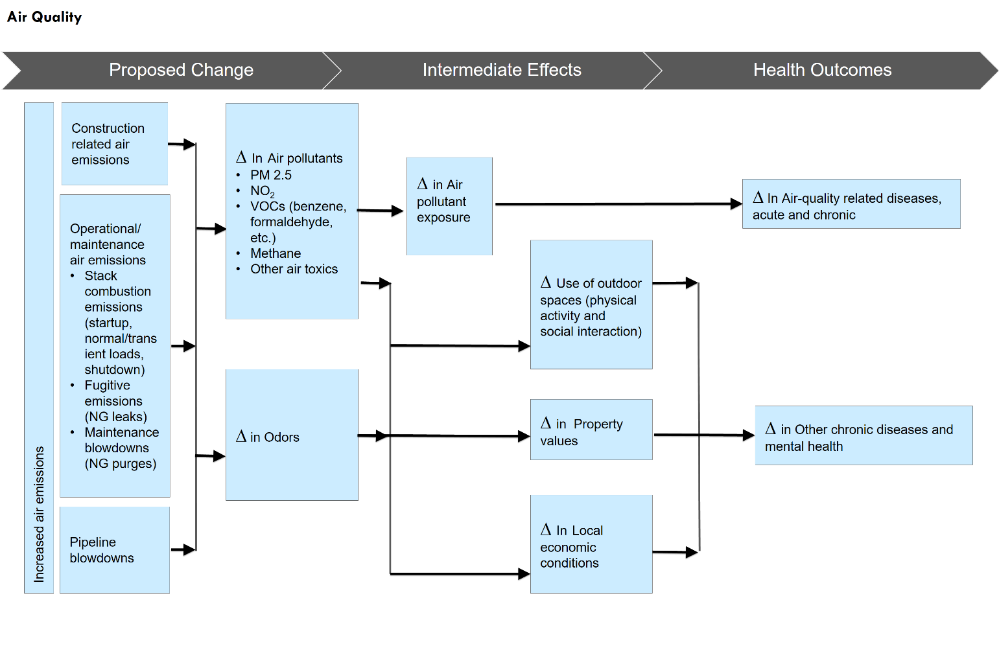 Air Quality
Proposed Change
Intermediate Effects
Health Outcomes
Increased air emissions
Construction
related air
emissions
Operational/
maintenance
air emissions
• Stack
combustion
emissions
(startup,
normal/trans
ient loads,
shutdown)
• Fugitive
emissions
(NG leaks)
• Maintenance
blowdowns
(NG purges)
Pipeline
blowdowns
Δ In Air pollutants
• PM 2.5
• NO₂
• VOCs (benzene,
formaldehyde,
etc.)
• Methane
• Other air toxics
Δ in Odors
Δ in Air
pollutant
exposure
Δ Use of outdoor
spaces (physical
activity and
social interaction)
Δ in Property
values
Δ In Local
economic
conditions
Δ In Air-quality related diseases,
acute and chronic
Δ in Other chronic diseases and
mental health